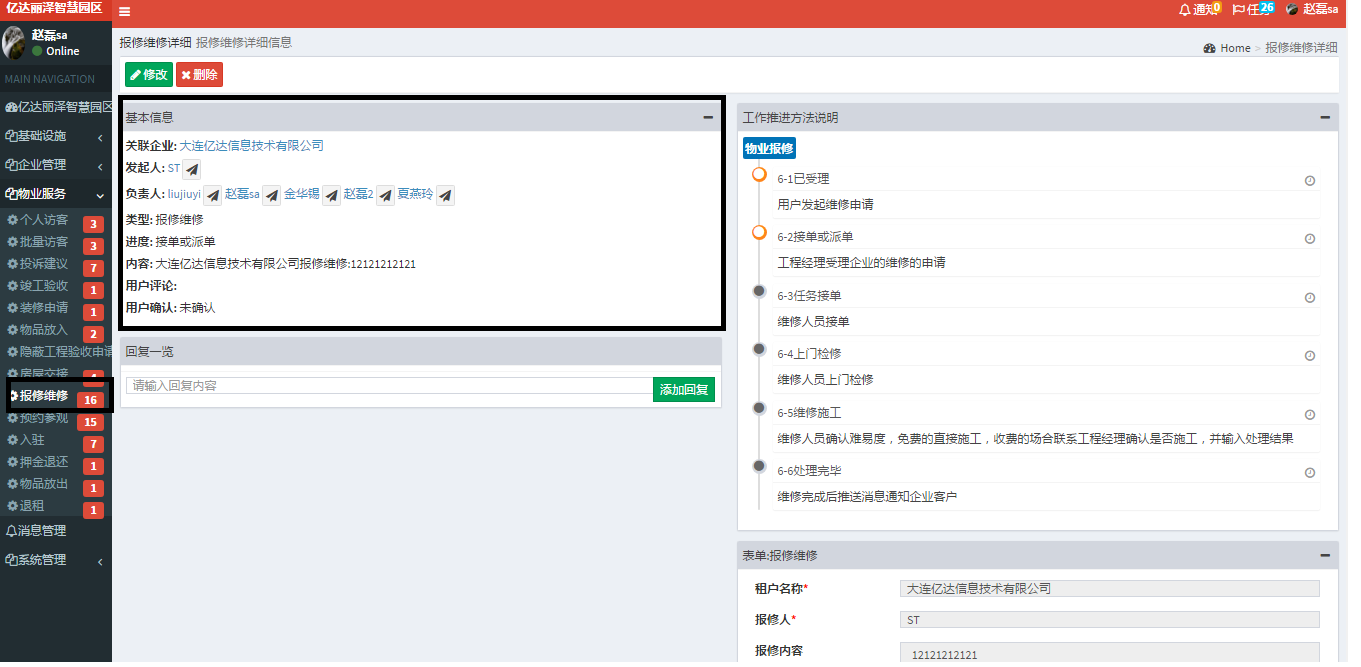 亿达丽泽智慧园区
通知 0
任务 26
赵磊sa
赵磊sa
Online
MAIN NAVIGATION
亿达丽泽智慧园区
基础设施
企业管理
物业服务
个人访客 3
批量访客 3
投诉建议 7
竣工验收 1
装修申请 1
物品放入 2
隐蔽工程验收申请
房屋交接 4
报修维修 16
预约参观 15
入驻 7
押金退还 1
物品放出 1
退租 1
消息管理
系统管理
报修维修详细 报修维修详细信息
Home > 报修维修详细
修改 删除
基本信息
关联企业: 大连亿达信息技术有限公司
发起人: ST
负责人: liujiuyi 赵磊sa 金华锡 赵磊2 夏燕玲
类型: 报修维修
进度: 接单或派单
内容: 大连亿达信息技术有限公司报修维修:12121212121
用户评论:
用户确认: 未确认
回复一览
请输入回复内容 添加回复
工作推进方法说明
物业报修
6-1已受理
用户发起维修申请
6-2接单或派单
工程经理受理企业的维修的申请
6-3任务接单
维修人员接单
6-4上门检修
维修人员上门检修
6-5维修施工
维修人员确认难易度，免费的直接施工，收费的场合联系工程经理确认是否施工，并输入处理结果
6-6处理完毕
维修完成后推送消息通知企业客户
表单:报修维修
租户名称* 大连亿达信息技术有限公司
报修人* ST
报修内容 12121212121